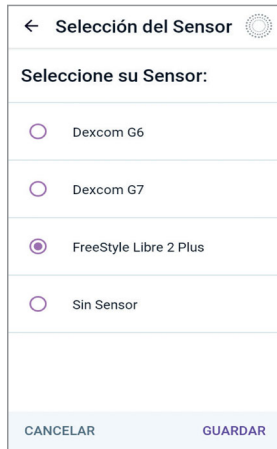 Selección del Sensor
Seleccione su Sensor:
Dexcom G6
Dexcom G7
FreeStyle Libre 2 Plus
Sin Sensor
CANCELAR GUARDAR